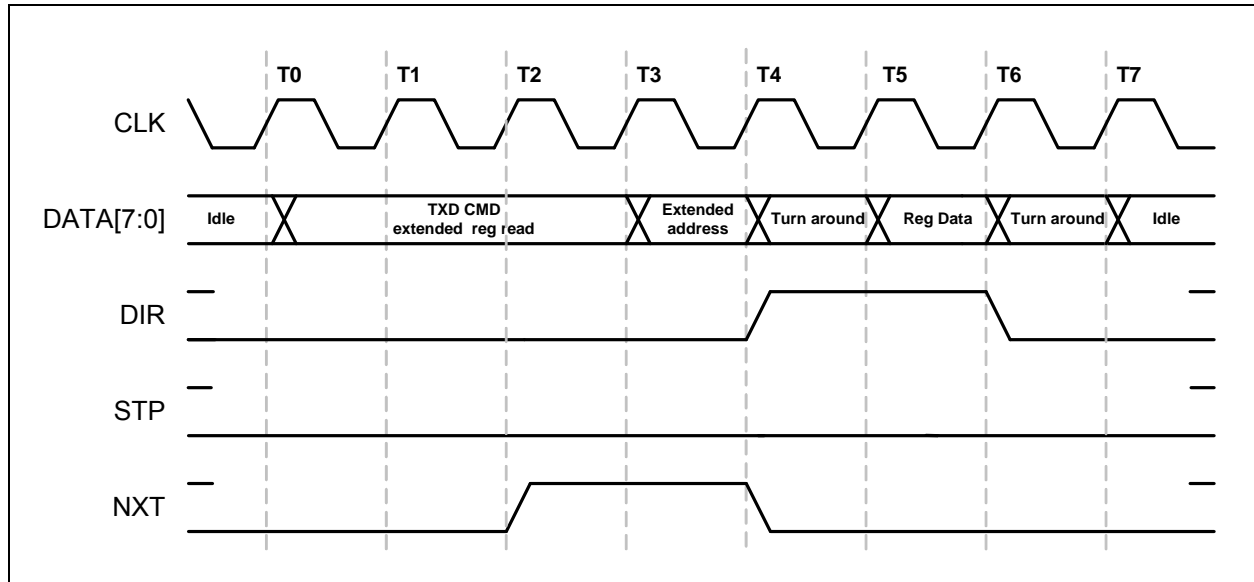 T0 T1 T2 T3 T4 T5 T6 T7
CLK
DATA[7:0]
Idle
TXD CMD
extended reg read
Extended
address
Turn around
Reg Data
Turn around
Idle
DIR
STP
NXT